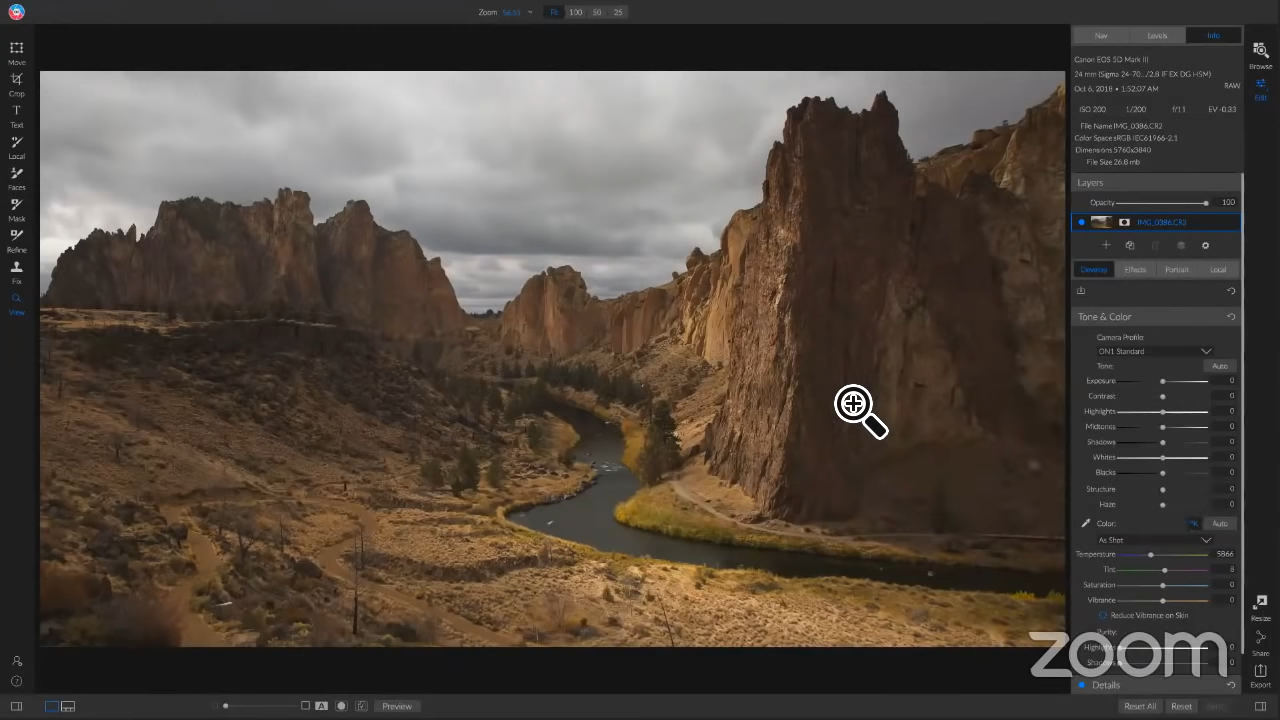 Zoom
100 50 25
Nav Levels Info
Move
Crop
Text
Local
Faces
Mask
Refine
Fix
View
Canon EOS 5D Mark III
24 mm (Sigma 24-70.../2.8 IF EX DG HSM)
Oct 6, 2018 • 1:52:07 AM RAW
ISO 200 1/200 f/11 EV -0.33
File Name IMG_0386.CR2
Color Space sRGB IEC61966-2.1
Dimensions 5760x3840
File Size 26.8 mb
Browse
Edit
Layers
Opacity 100
IMG_0386.CR2
Develop Effects Portrait Local
Tone & Color
Camera Profile:
ON1 Standard
Tone: Auto
Exposure 0
Contrast 0
Highlights 0
Midtones 0
Shadows 0
Whites 0
Blacks 0
Structure 0
Haze 0
Color: °K Auto
As Shot
Temperature 5866
Tint 8
Saturation 0
Vibrance 0
Reduce Vibrance on Skin
Purity:
Highlights 0
Shadows 0
Details
Resize
Share
Export
zoom
A Preview
Reset All Reset